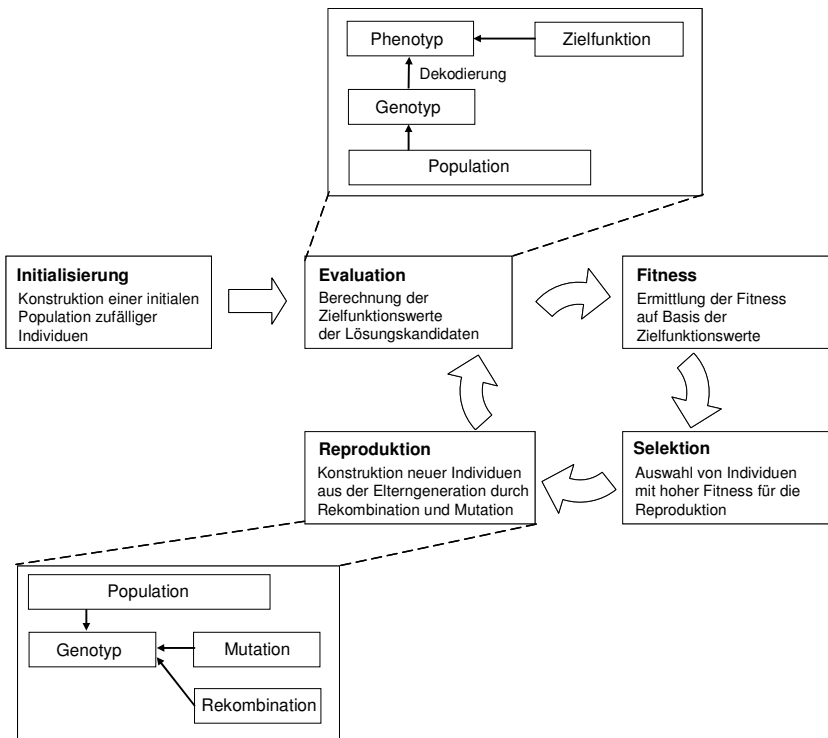 Phenotyp
Zielfunktion
Dekodierung
Genotyp
Population
Initialisierung
Konstruktion einer initialen
Population zufälliger
Individuen
Evaluation
Berechnung der
Zielfunktionswerte
der Lösungskandidaten
Fitness
Ermittlung der Fitness
auf Basis der
Zielfunktionswerte
Reproduktion
Konstruktion neuer Individuen
aus der Elterngeneration durch
Rekombination und Mutation
Selektion
Auswahl von Individuen
mit hoher Fitness für die
Reproduktion
Population
Genotyp
Mutation
Rekombination